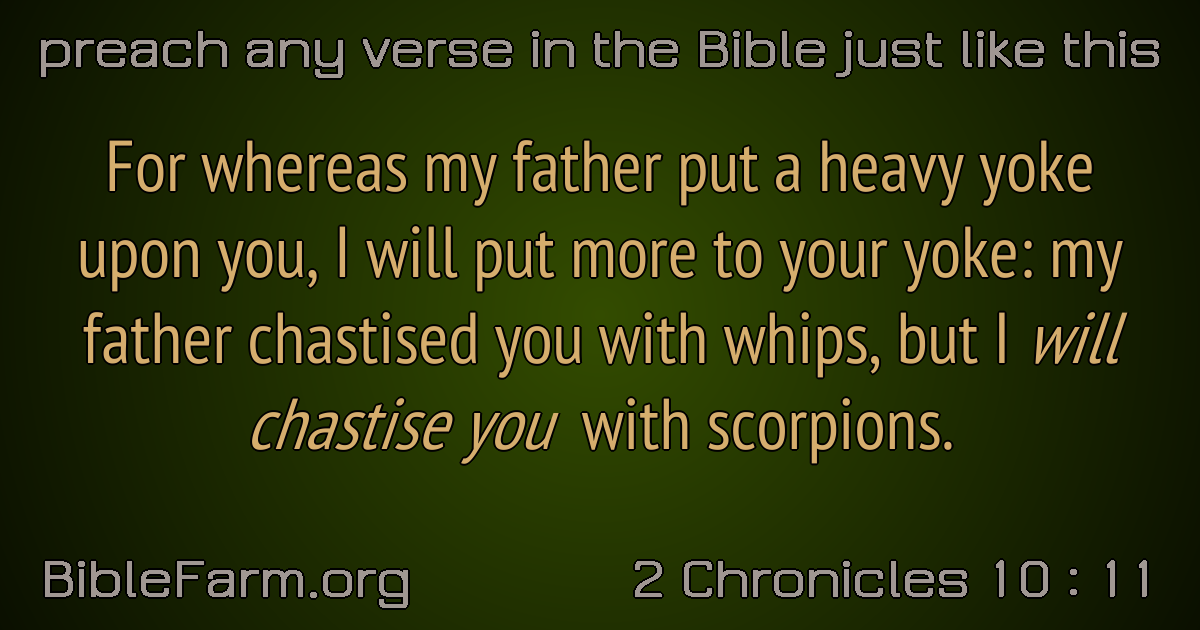 preach any verse in the Bible just like this
For whereas my father put a heavy yoke
upon you, I will put more to your yoke: my
father chastised you with whips, but I will
chastise you with scorpions.
BibleFarm.org
2 Chronicles 10 : 11